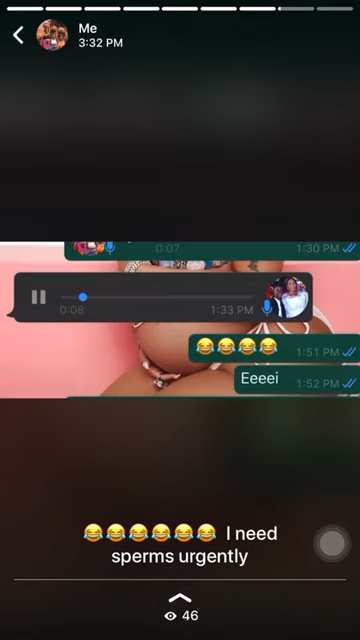 Me
3:32 PM
0:07 1:30 PM
0:08 1:33 PM
😂😂😂😂 1:51 PM
Eeeei 1:52 PM
😂😂😂😂😂😂 I need
sperms urgently
46